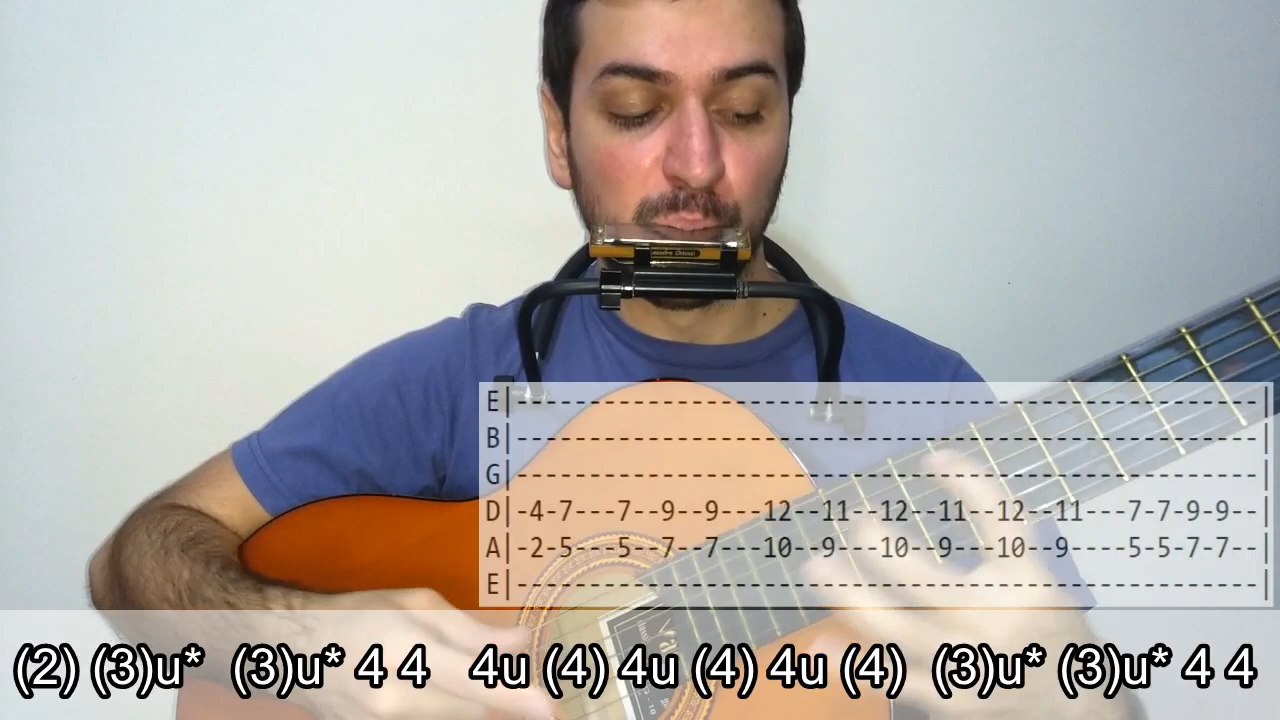 Leandro Chiussi
E|---------------------------------------------------|
B|---------------------------------------------------|
G|---------------------------------------------------|
D|-4-7---7--9--9---12--11--12--11--12--11---7-7-9-9--|
A|-2-5---5--7--7---10--9---10--9---10--9----5-5-7-7--|
E|---------------------------------------------------|
(2) (3)u* (3)u* 4 4 4u (4) 4u (4) 4u (4) (3)u* (3)u* 4 4